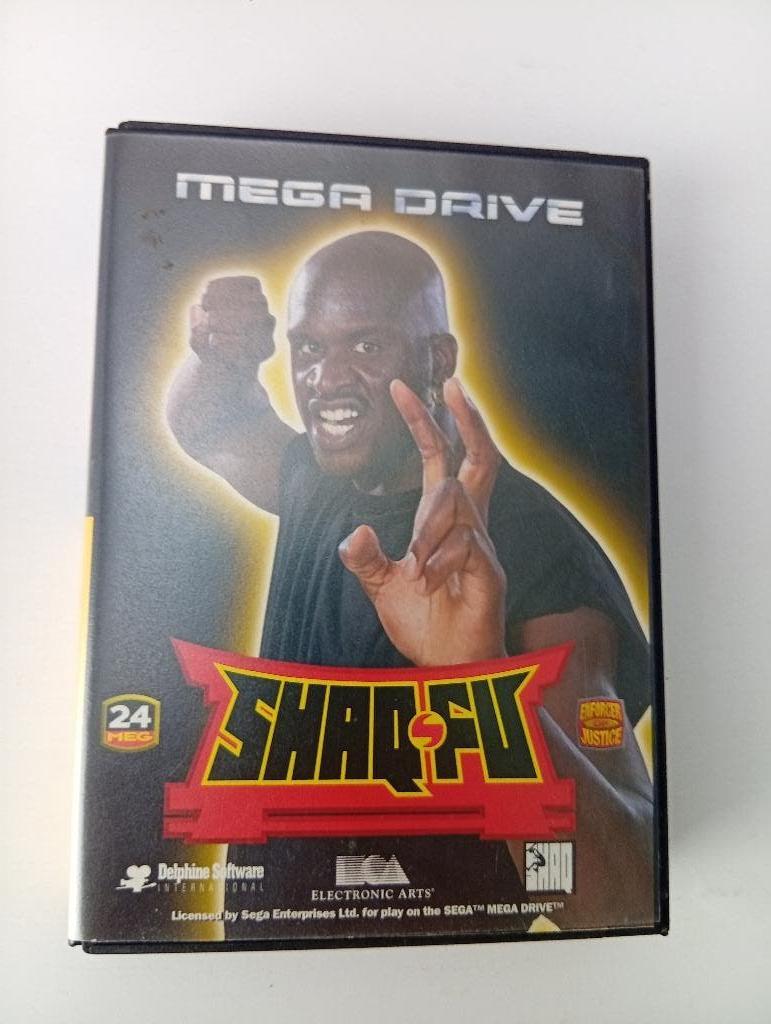 MEGA DRIVE
SHAQ-FU
24
MEG
ENFORCER
JUSTICE
Delphine Software
INTERNATIONAL
ELECTRONIC ARTS®
SHAQ
Licensed by Sega Enterprises Ltd. for play on the SEGA™ MEGA DRIVE™